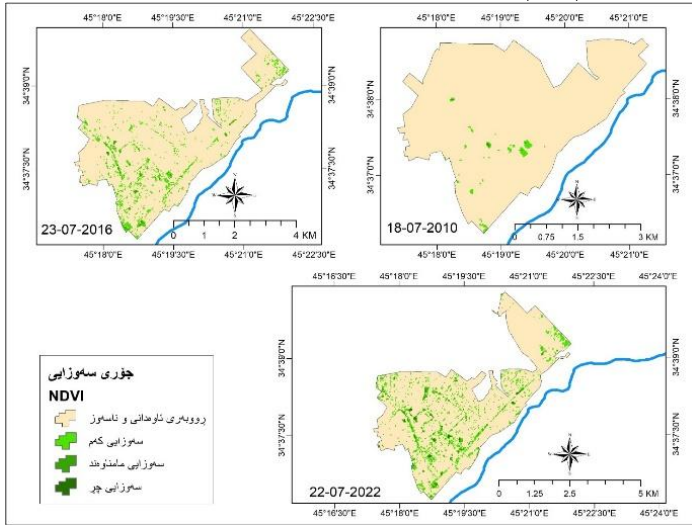 45°18'0"E 45°19'30"E 45°21'0"E 45°22'30"E
34°39'0"N
34°37'30"N
34°39'0"N
34°37'30"N
23-07-2016
0 1 2 4 KM
45°18'0"E 45°19'30"E 45°21'0"E 45°22'30"E
45°18'0"E 45°19'0"E 45°20'0"E 45°21'0"E
34°38'0"N
34°37'0"N
34°38'0"N
34°37'0"N
18-07-2010
0 0.75 1.5 3 KM
45°18'0"E 45°19'0"E 45°20'0"E 45°21'0"E
45°16'30"E 45°18'0"E 45°19'30"E 45°21'0"E 45°22'30"E 45°24'0"E
34°39'0"N
34°37'30"N
34°39'0"N
34°37'30"N
22-07-2022
0 1.25 2.5 5 KM
45°16'30"E 45°18'0"E 45°19'30"E 45°21'0"E 45°22'30"E 45°24'0"E
جۆری سەوزایی
NDVI
ڕووبەری ئاوەدانی و ناسەوز
سەوزایی کەم
سەوزایی مامناوەند
سەوزایی چڕ